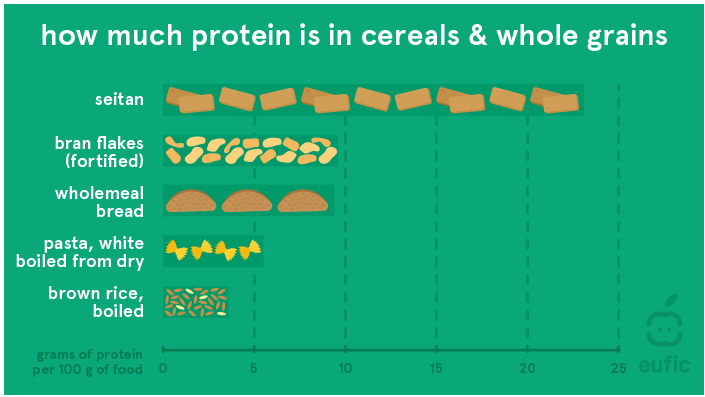 how much protein is in cereals & whole grains
seitan
bran flakes
(fortified)
wholemeal
bread
pasta, white
boiled from dry
brown rice,
boiled
grams of protein
per 100 g of food
0 5 10 15 20 25
eufic